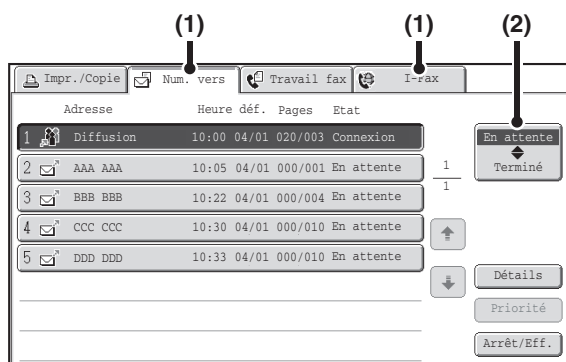 (1) (1) (2)
Impr./Copie Num. vers Travail fax I-Fax
Adresse Heure déf. Pages Etat
1 Diffusion 10:00 04/01 020/003 Connexion
2 AAA AAA 10:05 04/01 000/001 En attente
3 BBB BBB 10:22 04/01 000/004 En attente
4 CCC CCC 10:30 04/01 000/010 En attente
5 DDD DDD 10:33 04/01 000/010 En attente
1
1
En attente
Terminé
Détails
Priorité
Arrêt/Eff.